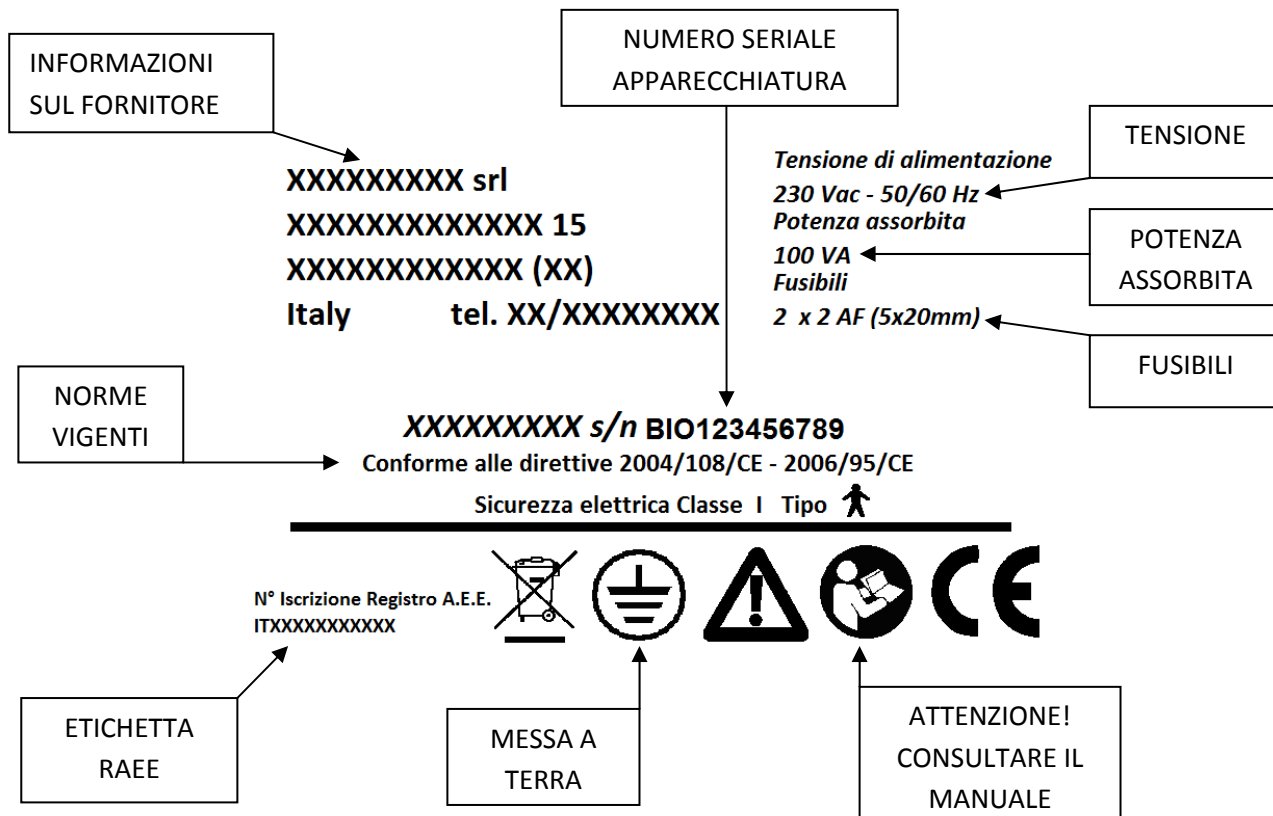 INFORMAZIONI
SUL FORNITORE
NUMERO SERIALE
APPARECCHIATURA
TENSIONE
POTENZA
ASSORBITA
FUSIBILI
XXXXXXXXX srl
XXXXXXXXXXXXX 15
XXXXXXXXXXXX (XX)
Italy tel. XX/XXXXXXXX
Tensione di alimentazione
230 Vac - 50/60 Hz
Potenza assorbita
100 VA
Fusibili
2 x 2 AF (5x20mm)
NORME
VIGENTI
XXXXXXXXX s/n BIO123456789
Conforme alle direttive 2004/108/CE - 2006/95/CE
Sicurezza elettrica Classe I Tipo
N° Iscrizione Registro A.E.E.
ITXXXXXXXXXXX
CE
ETICHETTA
RAEE
MESSA A
TERRA
ATTENZIONE!
CONSULTARE IL
MANUALE